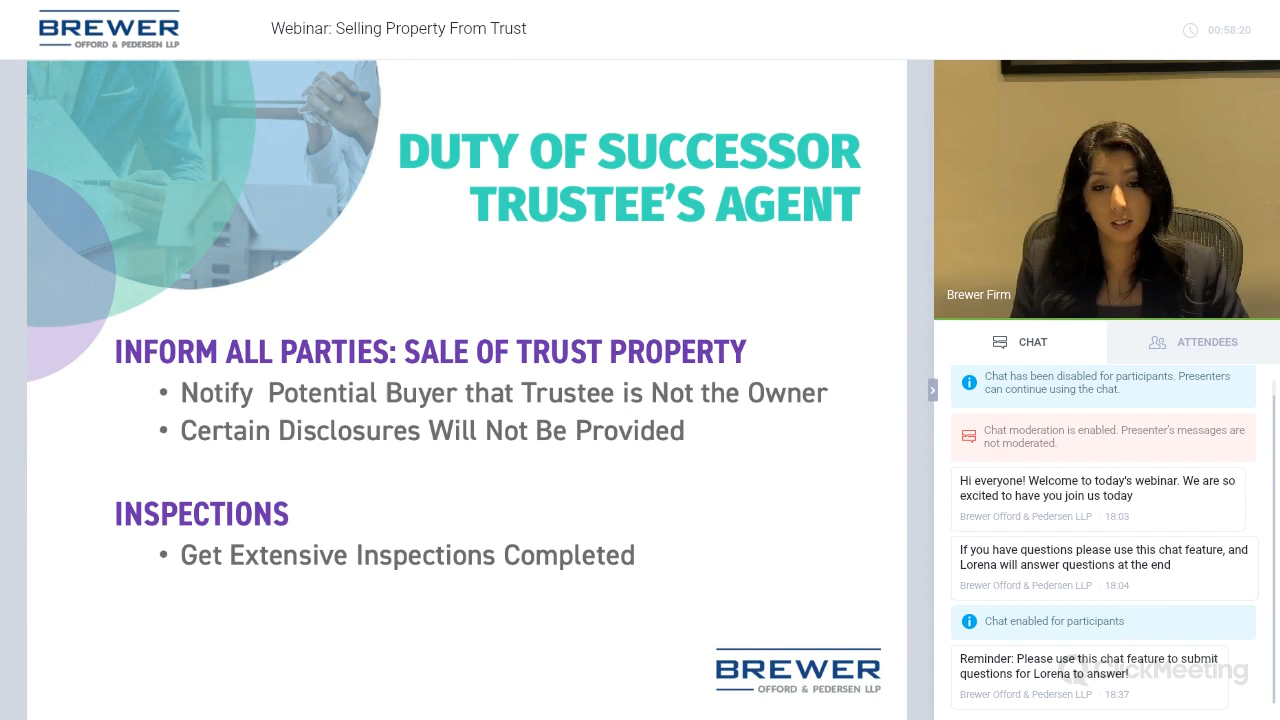 BREWER
OFFORD & PEDERSEN LLP
Webinar: Selling Property From Trust
00:58:20
DUTY OF SUCCESSOR
TRUSTEE'S AGENT
INFORM ALL PARTIES: SALE OF TRUST PROPERTY
• Notify Potential Buyer that Trustee is Not the Owner
• Certain Disclosures Will Not Be Provided
INSPECTIONS
• Get Extensive Inspections Completed
BREWER
OFFORD & PEDERSEN LLP
Brewer Firm
CHAT
ATTENDEES
Chat has been disabled for participants. Presenters
can continue using the chat.
Chat moderation is enabled. Presenter's messages are
not moderated.
Hi everyone! Welcome to today's webinar. We are so
excited to have you join us today
Brewer Offord & Pedersen LLP 18:03
If you have questions please use this chat feature, and
Lorena will answer questions at the end
Brewer Offord & Pedersen LLP 18:04
Chat enabled for participants
Reminder: Please use this chat feature to submit
questions for Lorena to answer!
Brewer Offord & Pedersen LLP 18:37
ClickMeeting